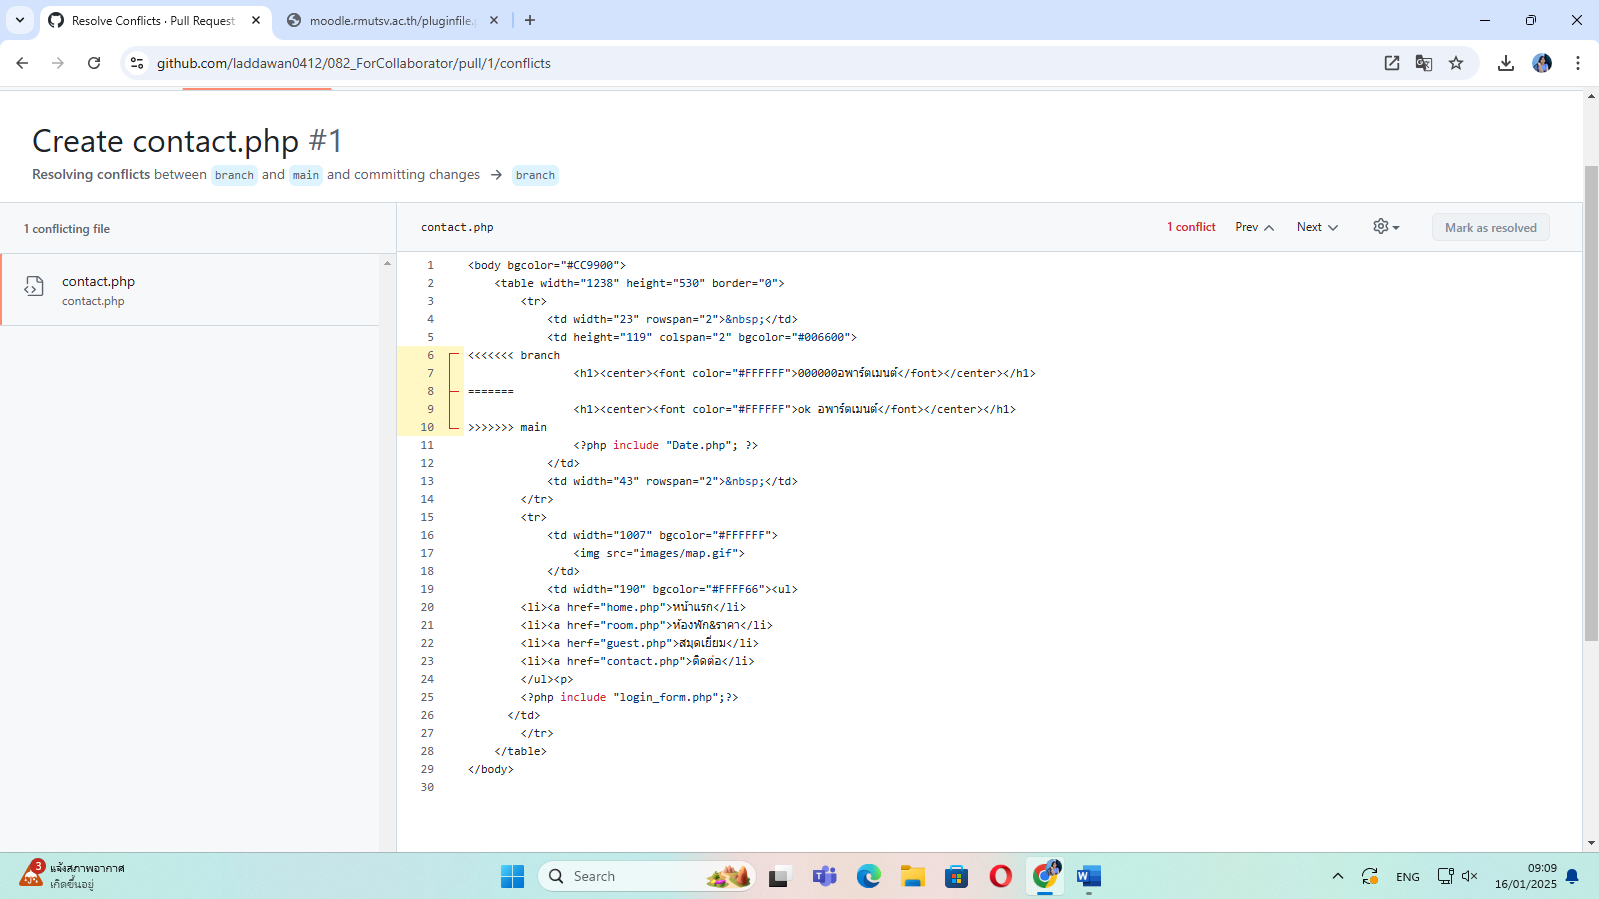 Resolve Conflicts · Pull Request
moodle.rmutsv.ac.th/pluginfile.
github.com/laddawan0412/082_ForCollaborator/pull/1/conflicts
Create contact.php #1
Resolving conflicts between branch and main and committing changes → branch
1 conflicting file
contact.php
contact.php
contact.php
1 conflict Prev Next Mark as resolved
1 <body bgcolor="#CC9900">
2 <table width="1238" height="530" border="0">
3 <tr>
4 <td width="23" rowspan="2">&nbsp;</td>
5 <td height="119" colspan="2" bgcolor="#006600">
6 <<<<<<< branch
7 <h1><center><font color="#FFFFFF">000000อพาร์ตเมนต์</font></center></h1>
8 =======
9 <h1><center><font color="#FFFFFF">ok อพาร์ตเมนต์</font></center></h1>
10 >>>>>>> main
11 <?php include "Date.php"; ?>
12 </td>
13 <td width="43" rowspan="2">&nbsp;</td>
14 </tr>
15 <tr>
16 <td width="1007" bgcolor="#FFFFFF">
17 <img src="images/map.gif">
18 </td>
19 <td width="190" bgcolor="#FFFF66"><ul>
20 <li><a href="home.php">หน้าแรก</li>
21 <li><a href="room.php">ห้องพัก&ราคา</li>
22 <li><a herf="guest.php">สมุดเยี่ยม</li>
23 <li><a href="contact.php">ติดต่อ</li>
24 </ul><p>
25 <?php include "login_form.php";?>
26 </td>
27 </tr>
28 </table>
29 </body>
30
3
แจ้งสภาพอากาศ
เกิดขึ้นอยู่
Search
ENG
09:09
16/01/2025